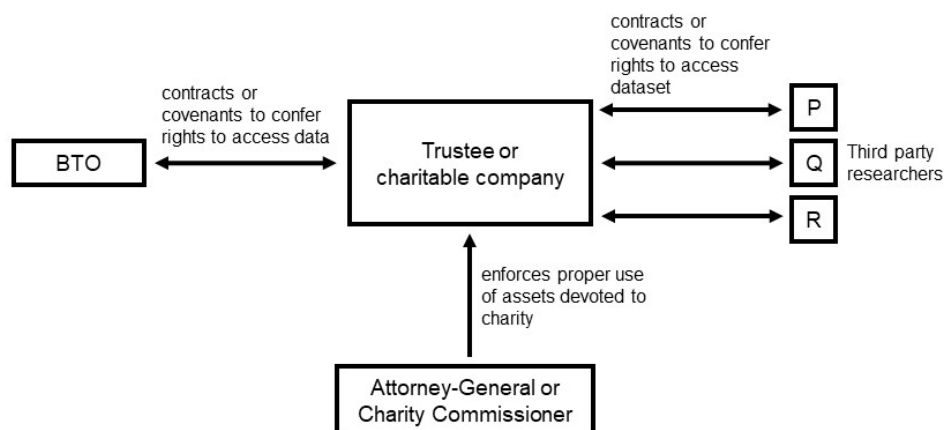 contracts or
covenants to confer
rights to access
dataset
contracts or
covenants to confer
rights to access data
BTO
Trustee or
charitable company
P
Q
Third party
researchers
R
enforces proper use
of assets devoted to
charity
Attorney-General or
Charity Commissioner